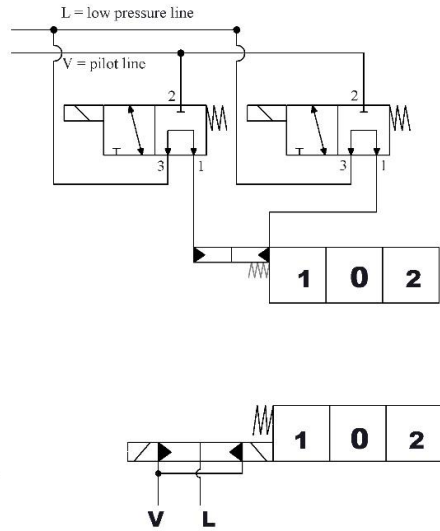 L = low pressure line
V = pilot line
2 2
3 1 3 1
1 0 2
1 0 2
V L